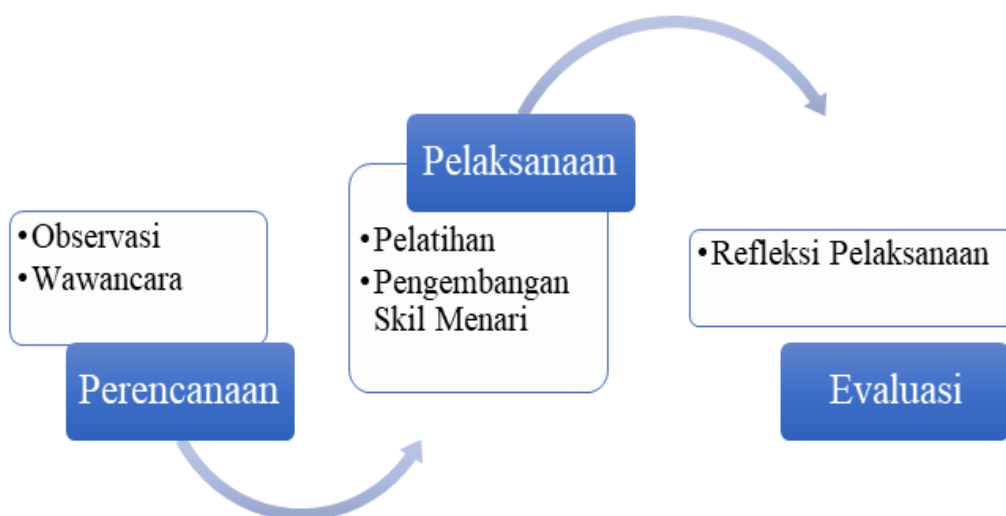 •Observasi
•Wawancara
Perencanaan
Pelaksanaan
•Pelatihan
•Pengembangan
Skil Menari
•Refleksi Pelaksanaan
Evaluasi